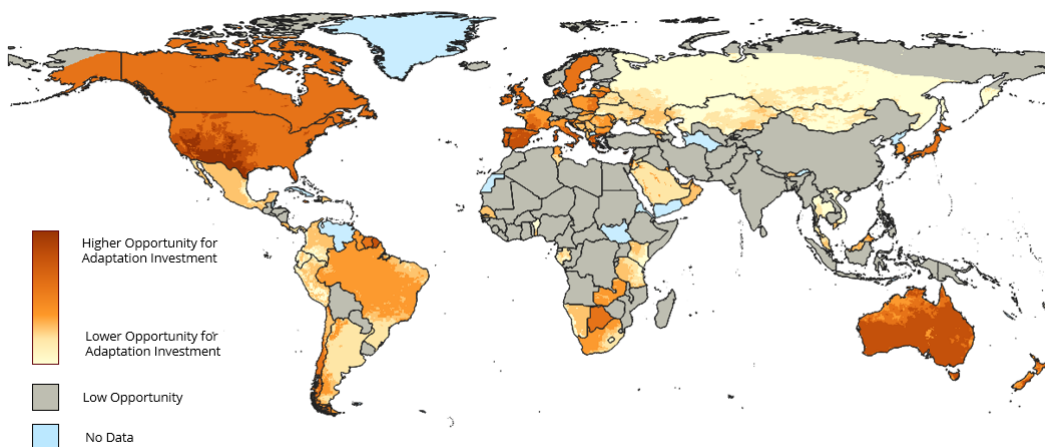 Higher Opportunity for
Adaptation Investment
Lower Opportunity for
Adaptation Investment
Low Opportunity
No Data